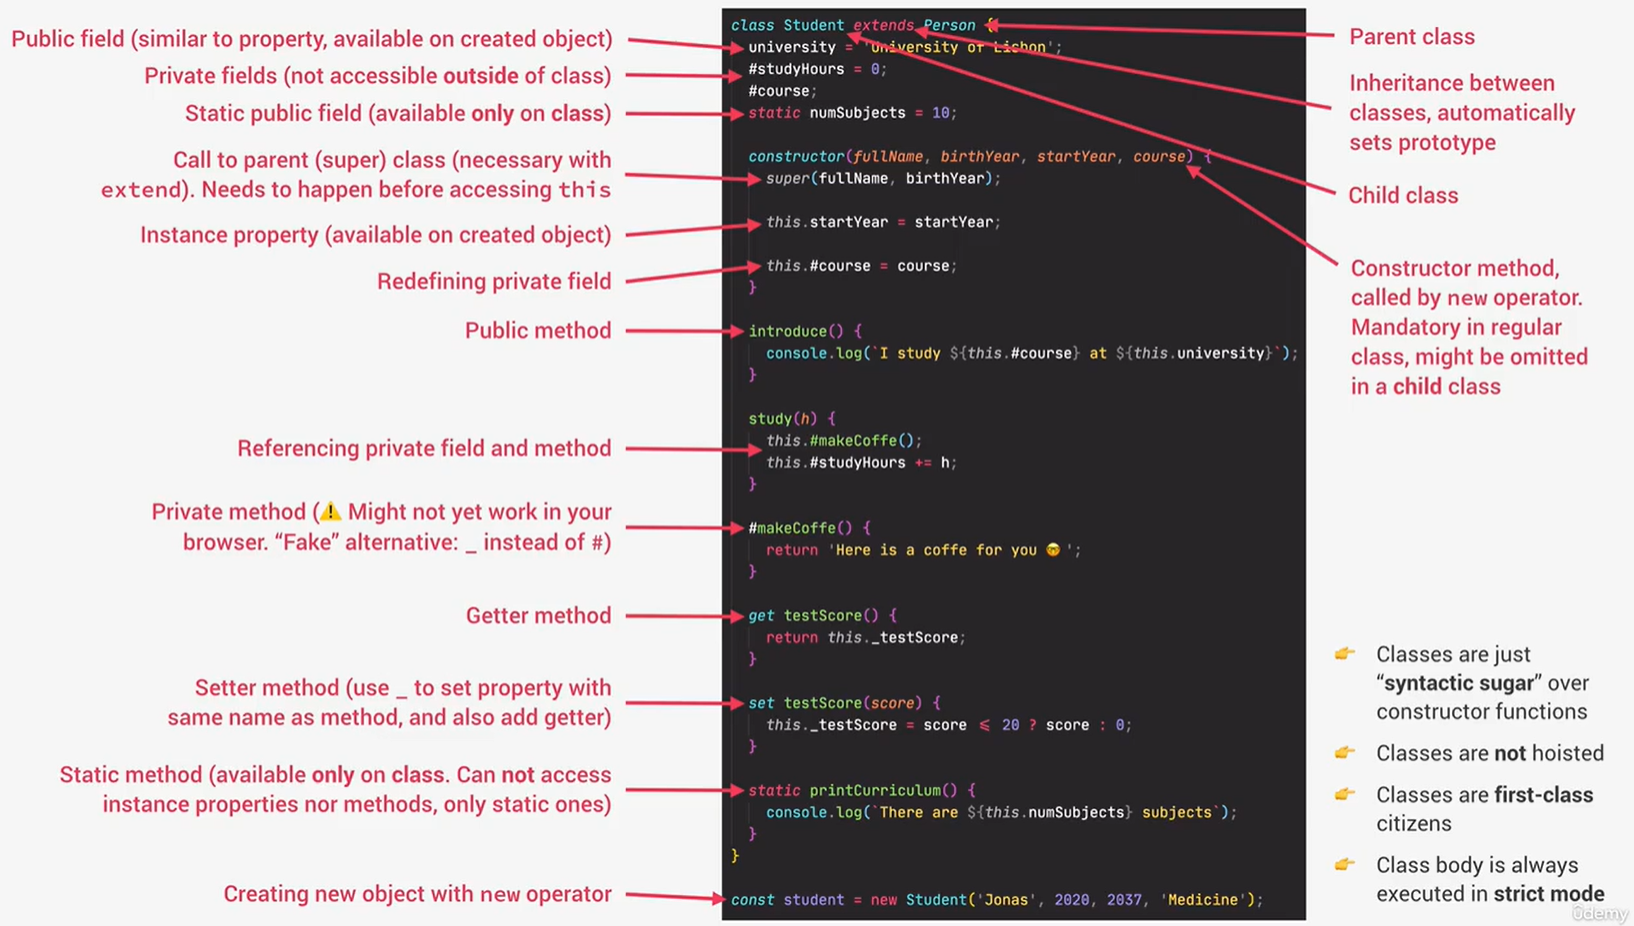 Public field (similar to property, available on created object)
Private fields (not accessible outside of class)
Static public field (available only on class)
Call to parent (super) class (necessary with
extend). Needs to happen before accessing this
Instance property (available on created object)
Redefining private field
Public method
Referencing private field and method
Private method (⚠️ Might not yet work in your
browser. “Fake” alternative: _ instead of #)
Getter method
Setter method (use _ to set property with
same name as method, and also add getter)
Static method (available only on class. Can not access
instance properties nor methods, only static ones)
Creating new object with new operator
class Student extends Person {
university = 'University of Lisbon';
#studyHours = 0;
#course;
static numSubjects = 10;
constructor(fullName, birthYear, startYear, course) {
super(fullName, birthYear);
this.startYear = startYear;
this.#course = course;
}
introduce() {
console.log(`I study ${this.#course} at ${this.university}`);
}
study(h) {
this.#makeCoffe();
this.#studyHours += h;
}
#makeCoffe() {
return 'Here is a coffe for you 🤓 ';
}
get testScore() {
return this._testScore;
}
set testScore(score) {
this._testScore = score ⩽ 20 ? score : 0;
}
static printCurriculum() {
console.log(`There are ${this.numSubjects} subjects`);
}
}
const student = new Student('Jonas', 2020, 2037, 'Medicine');
Parent class
Inheritance between
classes, automatically
sets prototype
Child class
Constructor method,
called by new operator.
Mandatory in regular
class, might be omitted
in a child class
👉 Classes are just
“syntactic sugar” over
constructor functions
👉 Classes are not hoisted
👉 Classes are first-class
citizens
👉 Class body is always
executed in strict mode
ûdemy